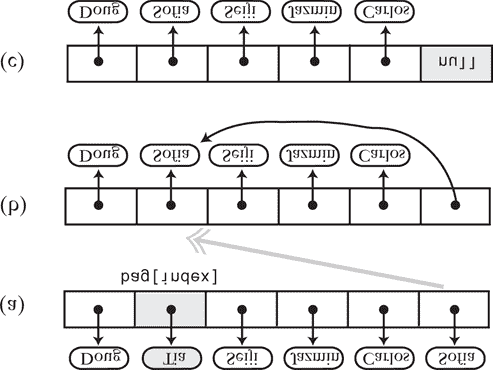 Doug Tia Seiji Jazmin Carlos Sofia
(a)
bag[index]
(b)
Doug Sofia Seiji Jazmin Carlos
(c) null
Doug Sofia Seiji Jazmin Carlos